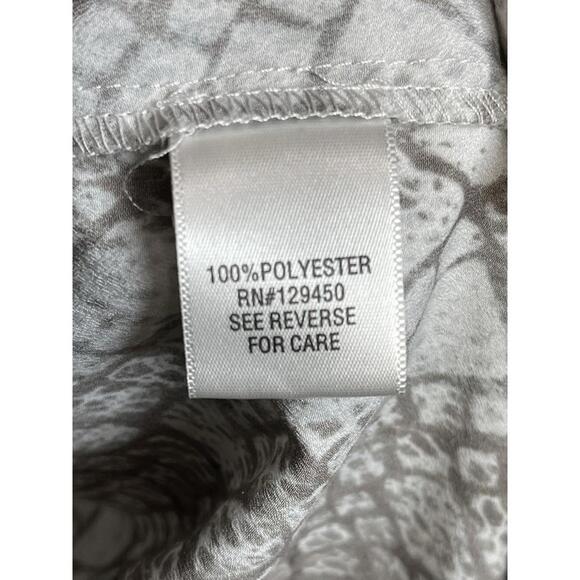 100%POLYESTER
RN#129450
SEE REVERSE
FOR CARE